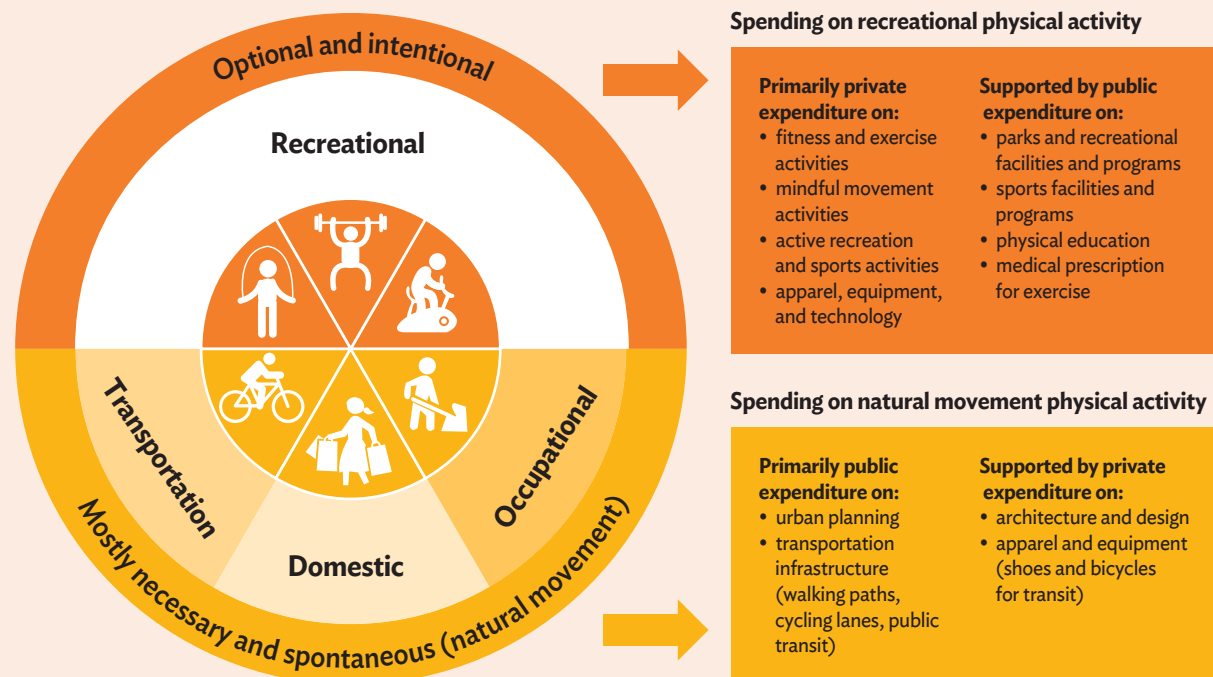 Optional and intentional
Recreational
Transportation
Domestic
Occupational
Mostly necessary and spontaneous (natural movement)
Spending on recreational physical activity
Primarily private
expenditure on:
• fitness and exercise
activities
• mindful movement
activities
• active recreation
and sports activities
• apparel, equipment,
and technology
Supported by public
expenditure on:
• parks and recreational
facilities and programs
• sports facilities and
programs
• physical education
• medical prescription
for exercise
Spending on natural movement physical activity
Primarily public
expenditure on:
• urban planning
• transportation
infrastructure
(walking paths,
cycling lanes, public
transit)
Supported by private
expenditure on:
• architecture and design
• apparel and equipment
(shoes and bicycles
for transit)